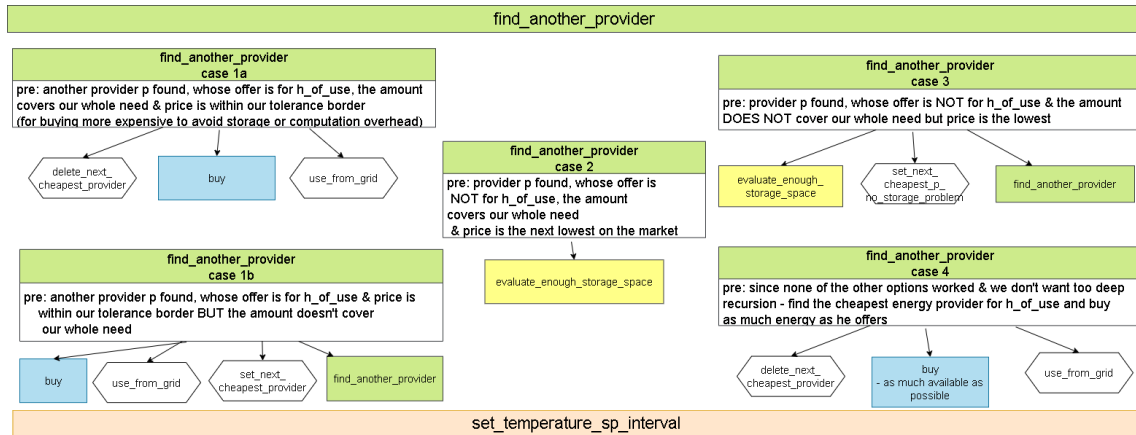 find_another_provider
find_another_provider
case 1a
pre: another provider p found, whose offer is for h_of_use, the amount
covers our whole need & price is within our tolerance border
(for buying more expensive to avoid storage or computation overhead)
delete_next_
cheapest_provider
buy
use_from_grid
find_another_provider
case 1b
pre: another provider p found, whose offer is for h_of_use & price is
within our tolerance border BUT the amount doesn't cover
our whole need
buy
use_from_grid
set_next_
cheapest_provider
find_another_provider
find_another_provider
case 2
pre: provider p found, whose offer is
NOT for h_of_use, the amount
covers our whole need
& price is the next lowest on the market
evaluate_enough_storage_space
find_another_provider
case 3
pre: provider p found, whose offer is NOT for h_of_use & the amount
DOES NOT cover our whole need but price is the lowest
evaluate_enough_
storage_space
set_next_
cheapest_p_
no_storage_problem
find_another_provider
find_another_provider
case 4
pre: since none of the other options worked & we don't want too deep
recursion - find the cheapest energy provider for h_of_use and buy
as much energy as he offers
delete_next_
cheapest_provider
buy
- as much available as
possible
use_from_grid
set_temperature_sp_interval